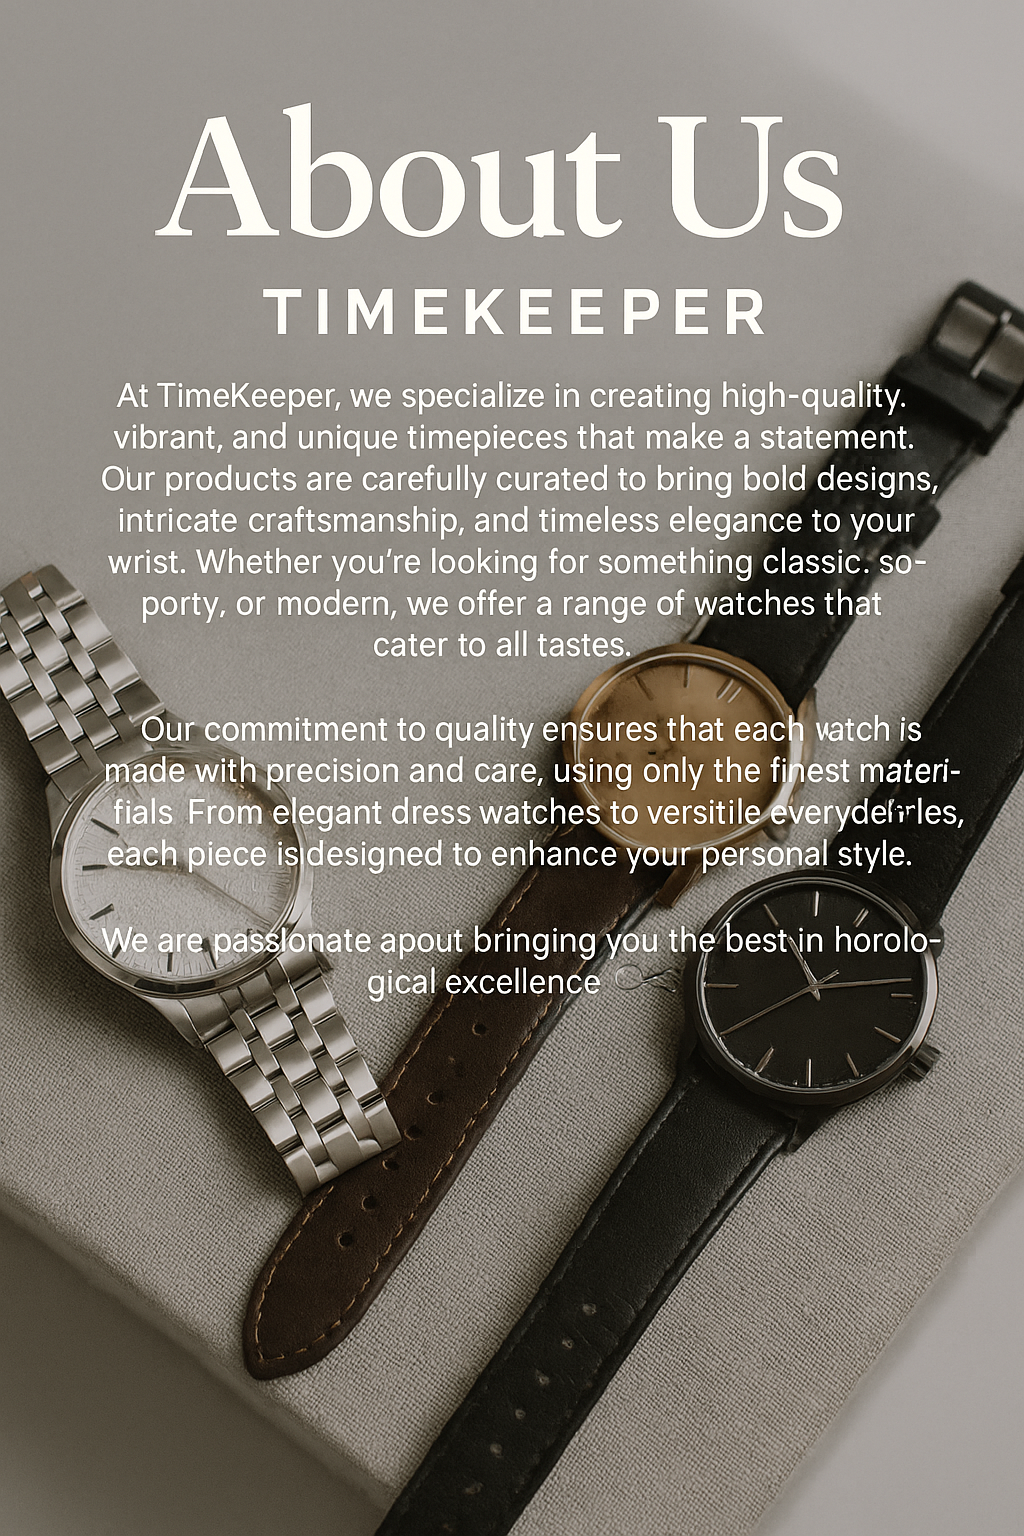 About Us
TIMEKEEPER
At TimeKeeper, we specialize in creating high-quality.
vibrant, and unique timepieces that make a statement.
Our products are carefully curated to bring bold designs,
intricate craftsmanship, and timeless elegance to your
wrist. Whether you’re looking for something classic. so-
porty, or modern, we offer a range of watches that
cater to all tastes.
Our commitment to quality ensures that each watch is
made with precision and care, using only the finest materi-
fials From elegant dress watches to versitile
each piece is designed to enhance your personal style.
We are passionate apout bringing you the best in horolo-
gical excellence